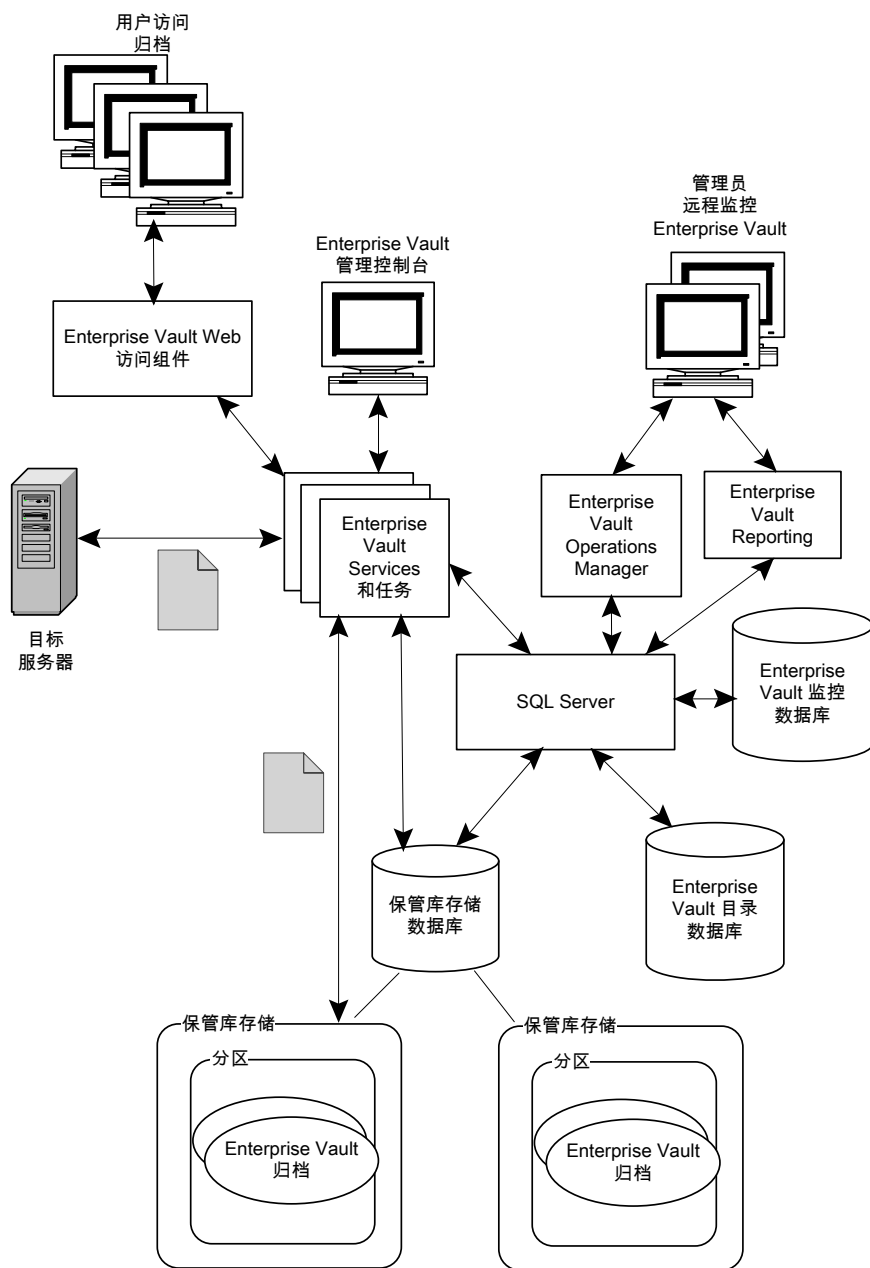 用户访问
归档
管理员
远程监控
Enterprise Vault
Enterprise Vault
管理控制台
Enterprise Vault Web
访问组件
Enterprise
Vault
Services
和任务
Enterprise
Vault
Operations
Manager
Enterprise
Vault
Reporting
目标
服务器
SQL Server
Enterprise
Vault 监控
数据库
保管库存储
数据库
Enterprise
Vault 目录
数据库
保管库存储
分区
Enterprise Vault
归档
保管库存储
分区
Enterprise Vault
归档